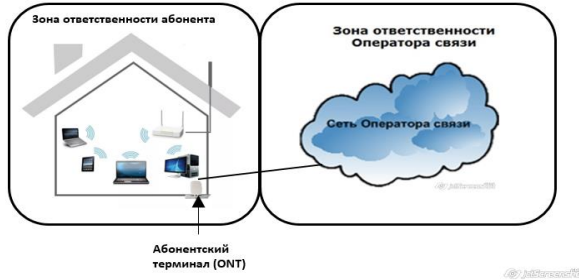 Зона ответственности абонента
Зона ответственности
Оператора связи
Сеть Оператора связи
Абонентский
терминал (ONT)